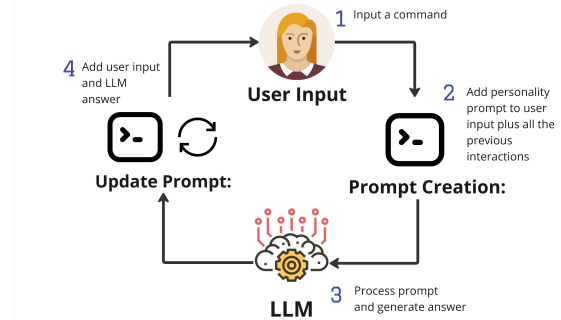 1 Input a command
User Input
2 Add personality
prompt to user
input plus all the
previous
interactions
Prompt Creation:
3 Process prompt
and generate answer
LLM
4 Add user input
and LLM
answer
Update Prompt: